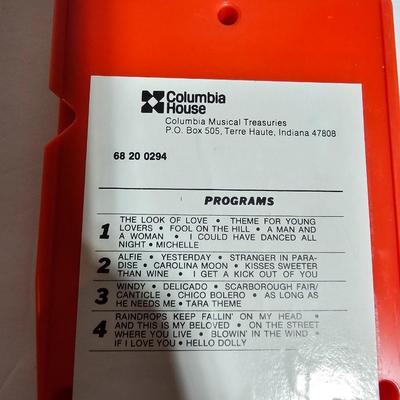 Columbia
House
Columbia Musical Treasures
P.O. Box 505, Terre Haute, Indiana 47808
68 20 0294
PROGRAMS
1 THE LOOK OF LOVE • THEME FOR YOUNG
LOVERS • FOOL ON THE HILL • A MAN AND
A WOMAN • I COULD HAVE DANCED ALL
NIGHT • MICHELLE
2 ALFIE • YESTERDAY • STRANGER IN PARA-
DISE • CAROLINA MOON • KISSES SWEETER
THAN WINE • I GET A KICK OUT OF YOU
3 WINDY • DELICADO • SCARBOROUGH FAIR/
CANTICLE • CHICO BOLERO • AS LONG AS
HE NEEDS ME • TARA THEME
4 RAINDROPS KEEP FALLIN' ON MY HEAD •
AND THIS IS MY BELOVED • ON THE STREET
WHERE YOU LIVE • BLOWIN' IN THE WIND •
IF I LOVE YOU • HELLO DOLLY